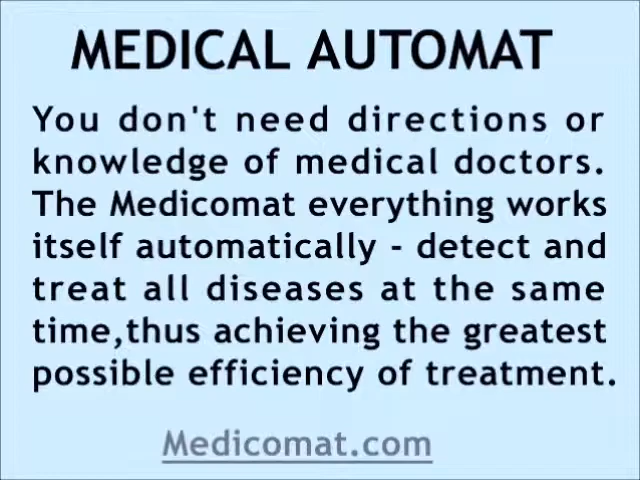 MEDICAL AUTOMAT
You don't need directions or
knowledge of medical doctors.
The Medicomat everything works
itself automatically - detect and
treat all diseases at the same
time,thus achieving the greatest
possible efficiency of treatment.
Medicomat.com